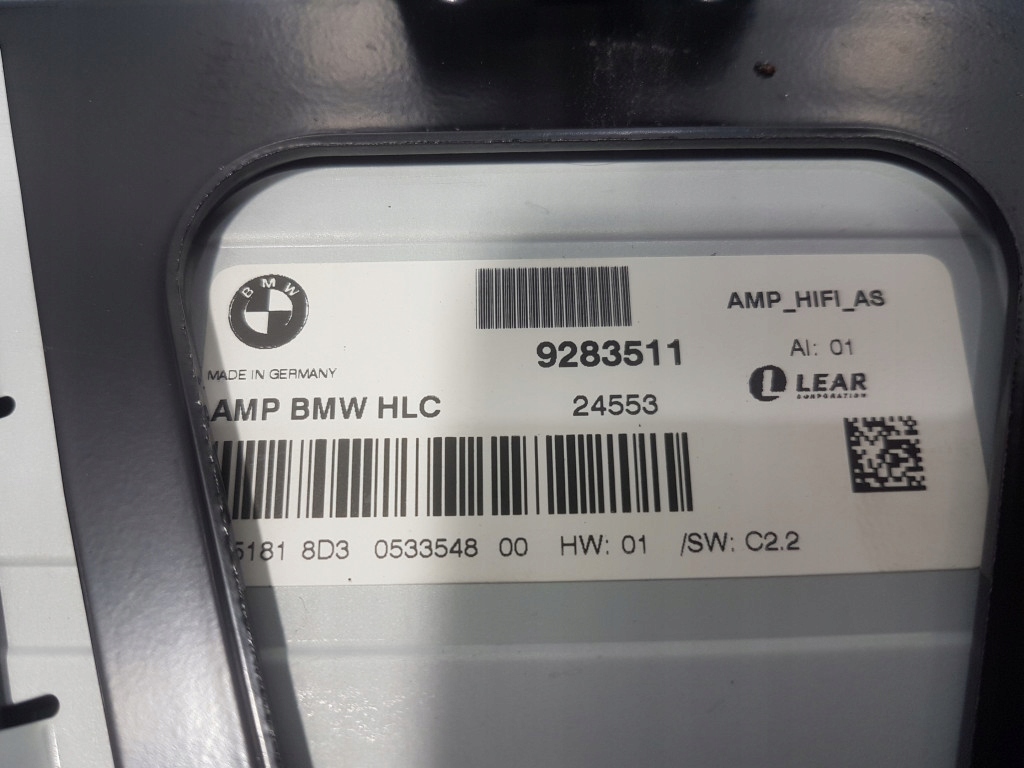 BMW
9283511
AMP_HIFI_AS
AI: 01
MADE IN GERMANY
LEAR
CORPORATION
AMP BMW HLC
24553
5181 8D3 0533548 00 HW: 01 /SW: C2.2